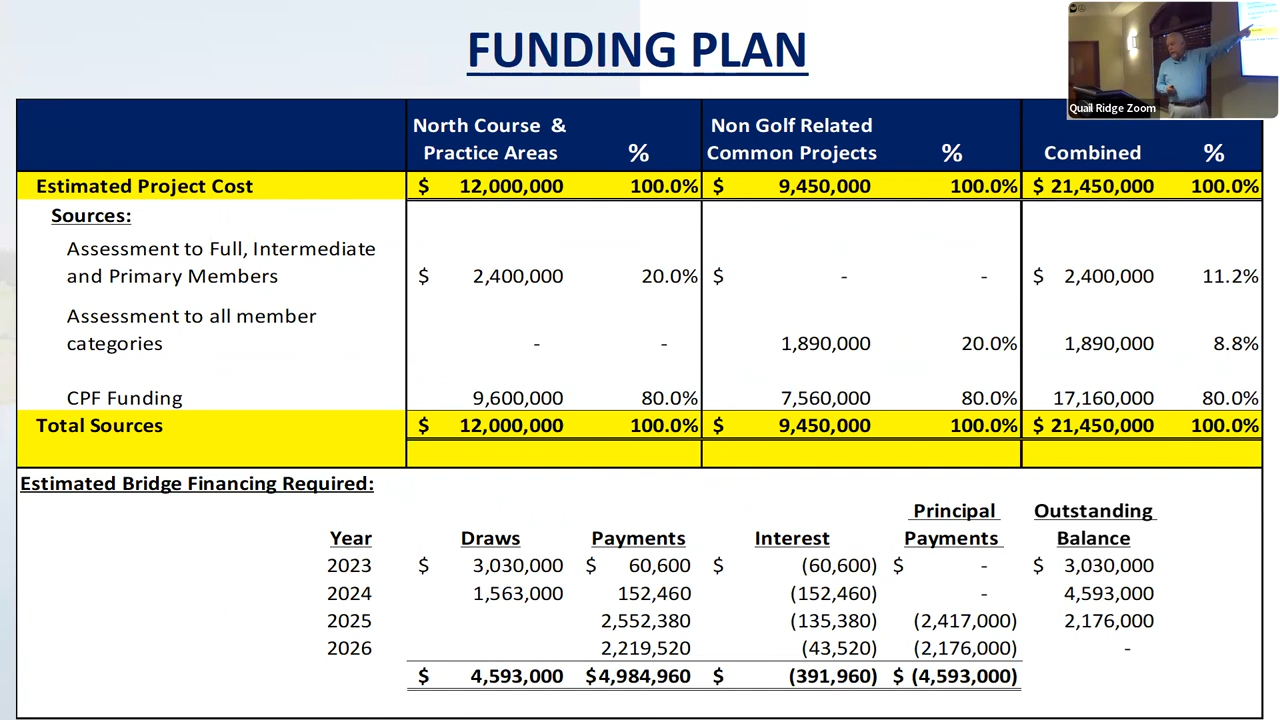 FUNDING PLAN
Quail Ridge Zoom
North Course & Practice Areas % Non Golf Related Common Projects % Combined %
Estimated Project Cost $ 12,000,000 100.0% $ 9,450,000 100.0% $ 21,450,000 100.0%
Sources:
Assessment to Full, Intermediate
and Primary Members $ 2,400,000 20.0% $ - - $ 2,400,000 11.2%
Assessment to all member
categories - - 1,890,000 20.0% 1,890,000 8.8%
CPF Funding 9,600,000 80.0% 7,560,000 80.0% 17,160,000 80.0%
Total Sources $ 12,000,000 100.0% $ 9,450,000 100.0% $ 21,450,000 100.0%
Estimated Bridge Financing Required:
Year Draws Payments Interest Principal Payments Outstanding Balance
2023 $ 3,030,000 $ 60,600 $ (60,600) $ - $ 3,030,000
2024 1,563,000 152,460 (152,460) - 4,593,000
2025 2,552,380 (135,380) (2,417,000) 2,176,000
2026 2,219,520 (43,520) (2,176,000) -
$ 4,593,000 $4,984,960 $ (391,960) $ (4,593,000)